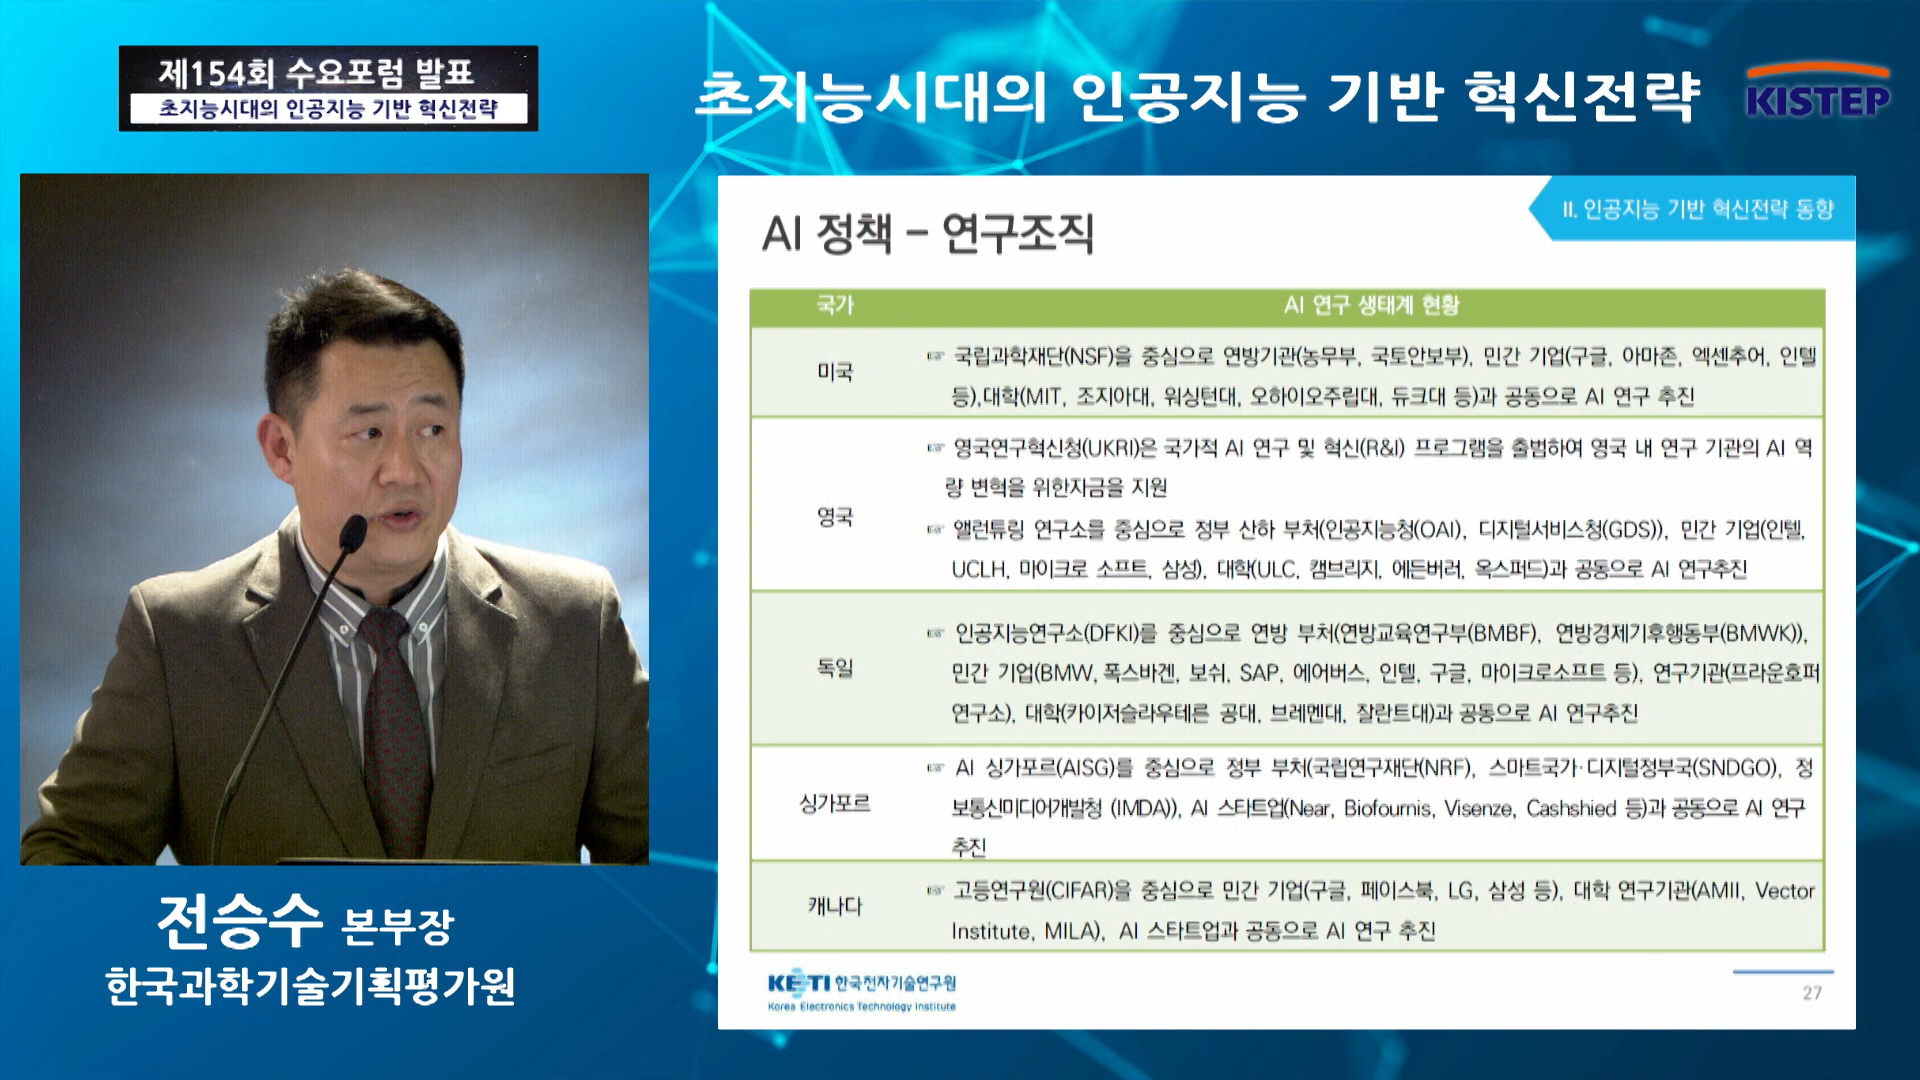 제154회 수요포럼 발표
초지능시대의 인공지능 기반 혁신전략
초지능시대의 인공지능 기반 혁신전략
KISTEP
II. 인공지능 기반 혁신전략 동향
AI 정책 – 연구조직
국가 AI 연구 생태계 현황
미국
☞ 국립과학재단(NSF)을 중심으로 연방기관(농무부, 국토안보부), 민간 기업(구글, 아마존, 엑센추어, 인텔
등),대학(MIT, 조지아대, 워싱턴대, 오하이오주립대, 듀크대 등)과 공동으로 AI 연구 추진
영국
☞ 영국연구혁신청(UKRI)은 국가적 AI 연구 및 혁신(R&I) 프로그램을 출범하여 영국 내 연구 기관의 AI 역
량 변혁을 위한자금을 지원
☞ 앨런튜링 연구소를 중심으로 정부 산하 부처(인공지능청(OAI), 디지털서비스청(GDS)), 민간 기업(인텔,
UCLH, 마이크로 소프트, 삼성), 대학(ULC, 캠브리지, 에든버러, 옥스퍼드)과 공동으로 AI 연구추진
독일
☞ 인공지능연구소(DFKI)를 중심으로 연방 부처(연방교육연구부(BMBF), 연방경제기후행동부(BMWK)),
민간 기업(BMW, 폭스바겐, 보쉬, SAP, 에어버스, 인텔, 구글, 마이크로소프트 등), 연구기관(프라운호퍼
연구소), 대학(카이저슬라우테른 공대, 브레멘대, 잘란트대)과 공동으로 AI 연구추진
싱가포르
☞ AI 싱가포르(AISG)를 중심으로 정부 부처(국립연구재단(NRF), 스마트국가·디지털정부국(SNDGO), 정
보통신미디어개발청 (IMDA)), AI 스타트업(Near, Biofournis, Visenze, Cashshied 등)과 공동으로 AI 연구
추진
캐나다
☞ 고등연구원(CIFAR)을 중심으로 민간 기업(구글, 페이스북, LG, 삼성 등), 대학 연구기관(AMII, Vector
Institute, MILA), AI 스타트업과 공동으로 AI 연구 추진
KETI 한국전자기술연구원
Korea Electronics Technology Institute
27
전승수 본부장
한국과학기술기획평가원